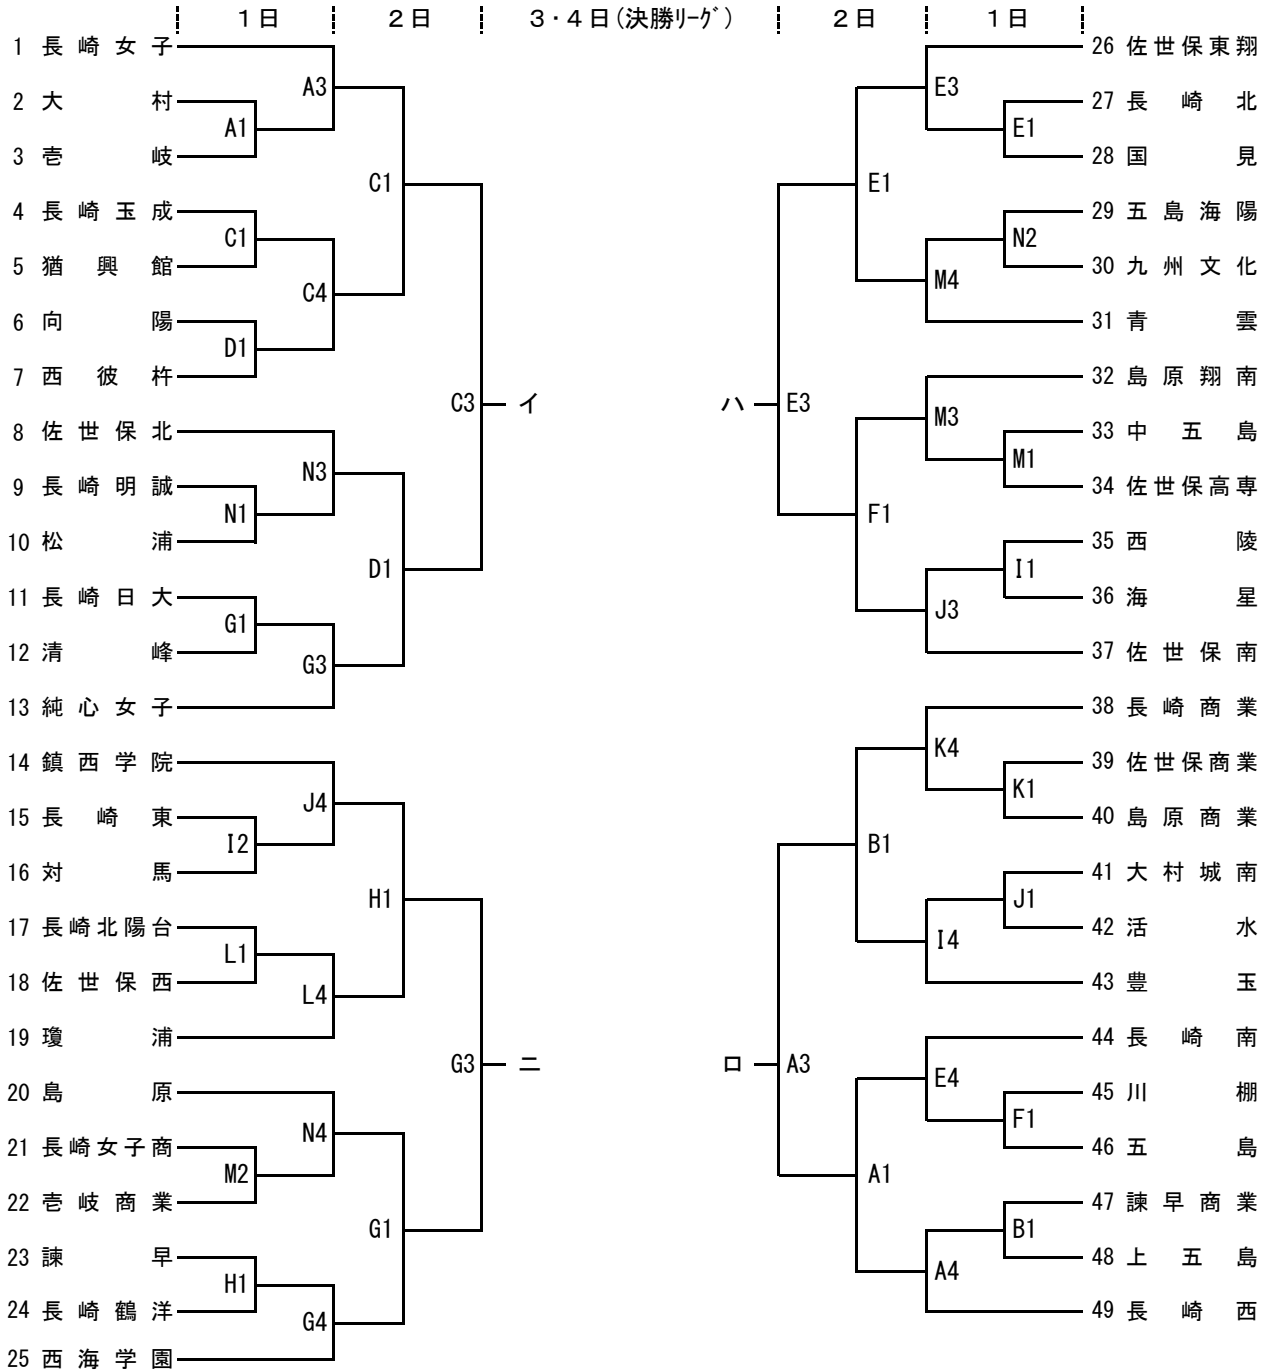 1日 2日 3・4日(決勝ﾘｰｸﾞ) 2日 1日
1 長崎女子
2 大村
3 壱岐
4 長崎玉成
5 猶興館
6 向陽
7 西彼杵
8 佐世保北
9 長崎明誠
10 松浦
11 長崎日大
12 清峰
13 純心女子
14 鎮西学院
15 長崎東
16 対馬
17 長崎北陽台
18 佐世保西
19 瓊浦
20 島原
21 長崎女子商
22 壱岐商業
23 諫早
24 長崎鶴洋
25 西海学園
A1
C1
D1
N1
G1
I2
L1
M2
H1
A3
C4
N3
G3
J4
L4
N4
G4
C1
D1
H1
G1
C3 イ
G3 ニ
ハ E3
ロ A3
E1
F1
B1
A1
E3
M4
M3
J3
K4
I4
E4
A4
E1
N2
M1
I1
K1
J1
F1
B1
26 佐世保東翔
27 長崎北
28 国見
29 五島海陽
30 九州文化
31 青雲
32 島原翔南
33 中五島
34 佐世保高専
35 西陵
36 海星
37 佐世保南
38 長崎商業
39 佐世保商業
40 島原商業
41 大村城南
42 活水
43 豊玉
44 長崎南
45 川棚
46 五島
47 諫早商業
48 上五島
49 長崎西